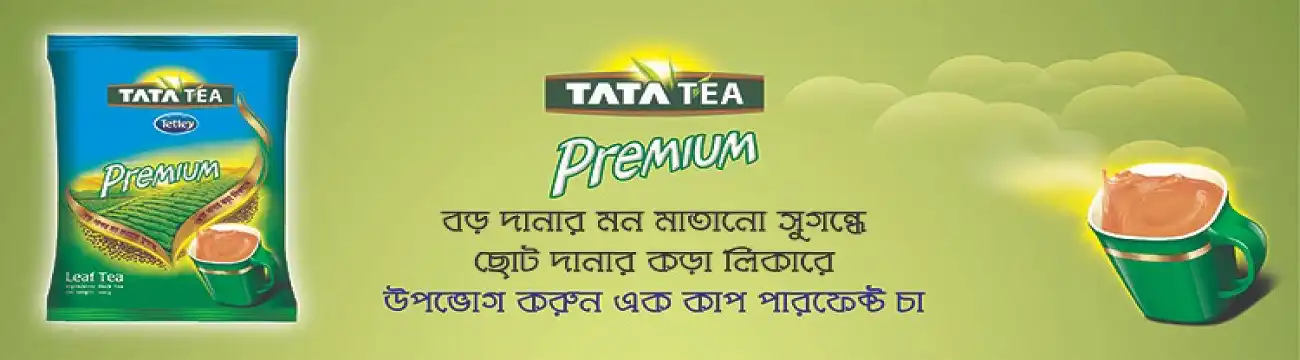 TATA TEA
Tetley
Premium
Leaf Tea
TATA TEA
Premium
বড় দানার মন মাতানো সুগন্ধে
ছোট দানার কড়া লিকারে
উপভোগ করুন এক কাপ পারফেক্ট চা